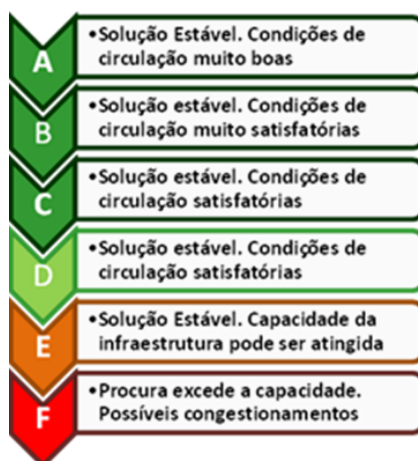 A
•Solução Estável. Condições de
circulação muito boas
B
•Solução estável. Condições de
circulação muito satisfatórias
C
•Solução estável. Condições de
circulação satisfatórias
D
•Solução estável. Condições de
circulação satisfatórias
E
•Solução Estável. Capacidade da
infraestrutura pode ser atingida
F
•Procura excede a capacidade.
Possíveis congestionamentos